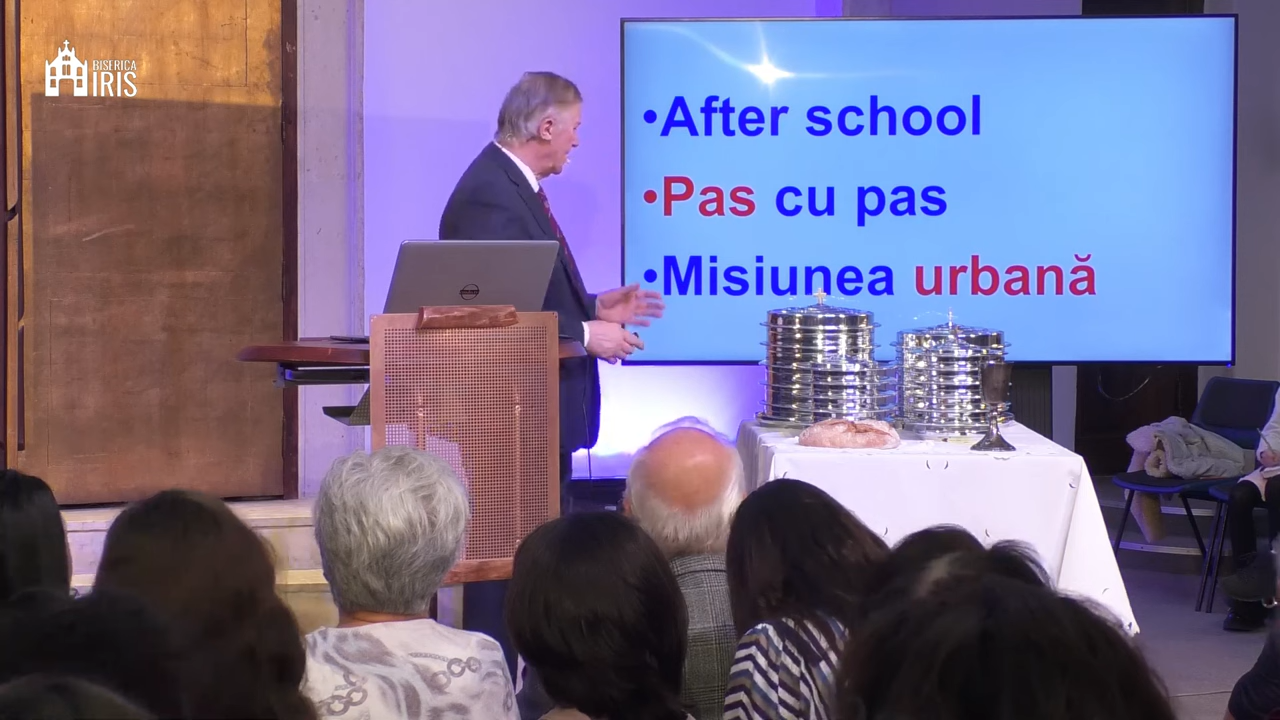 BISERICA
IRIS
•After school
•Pas cu pas
•Misiunea urbană